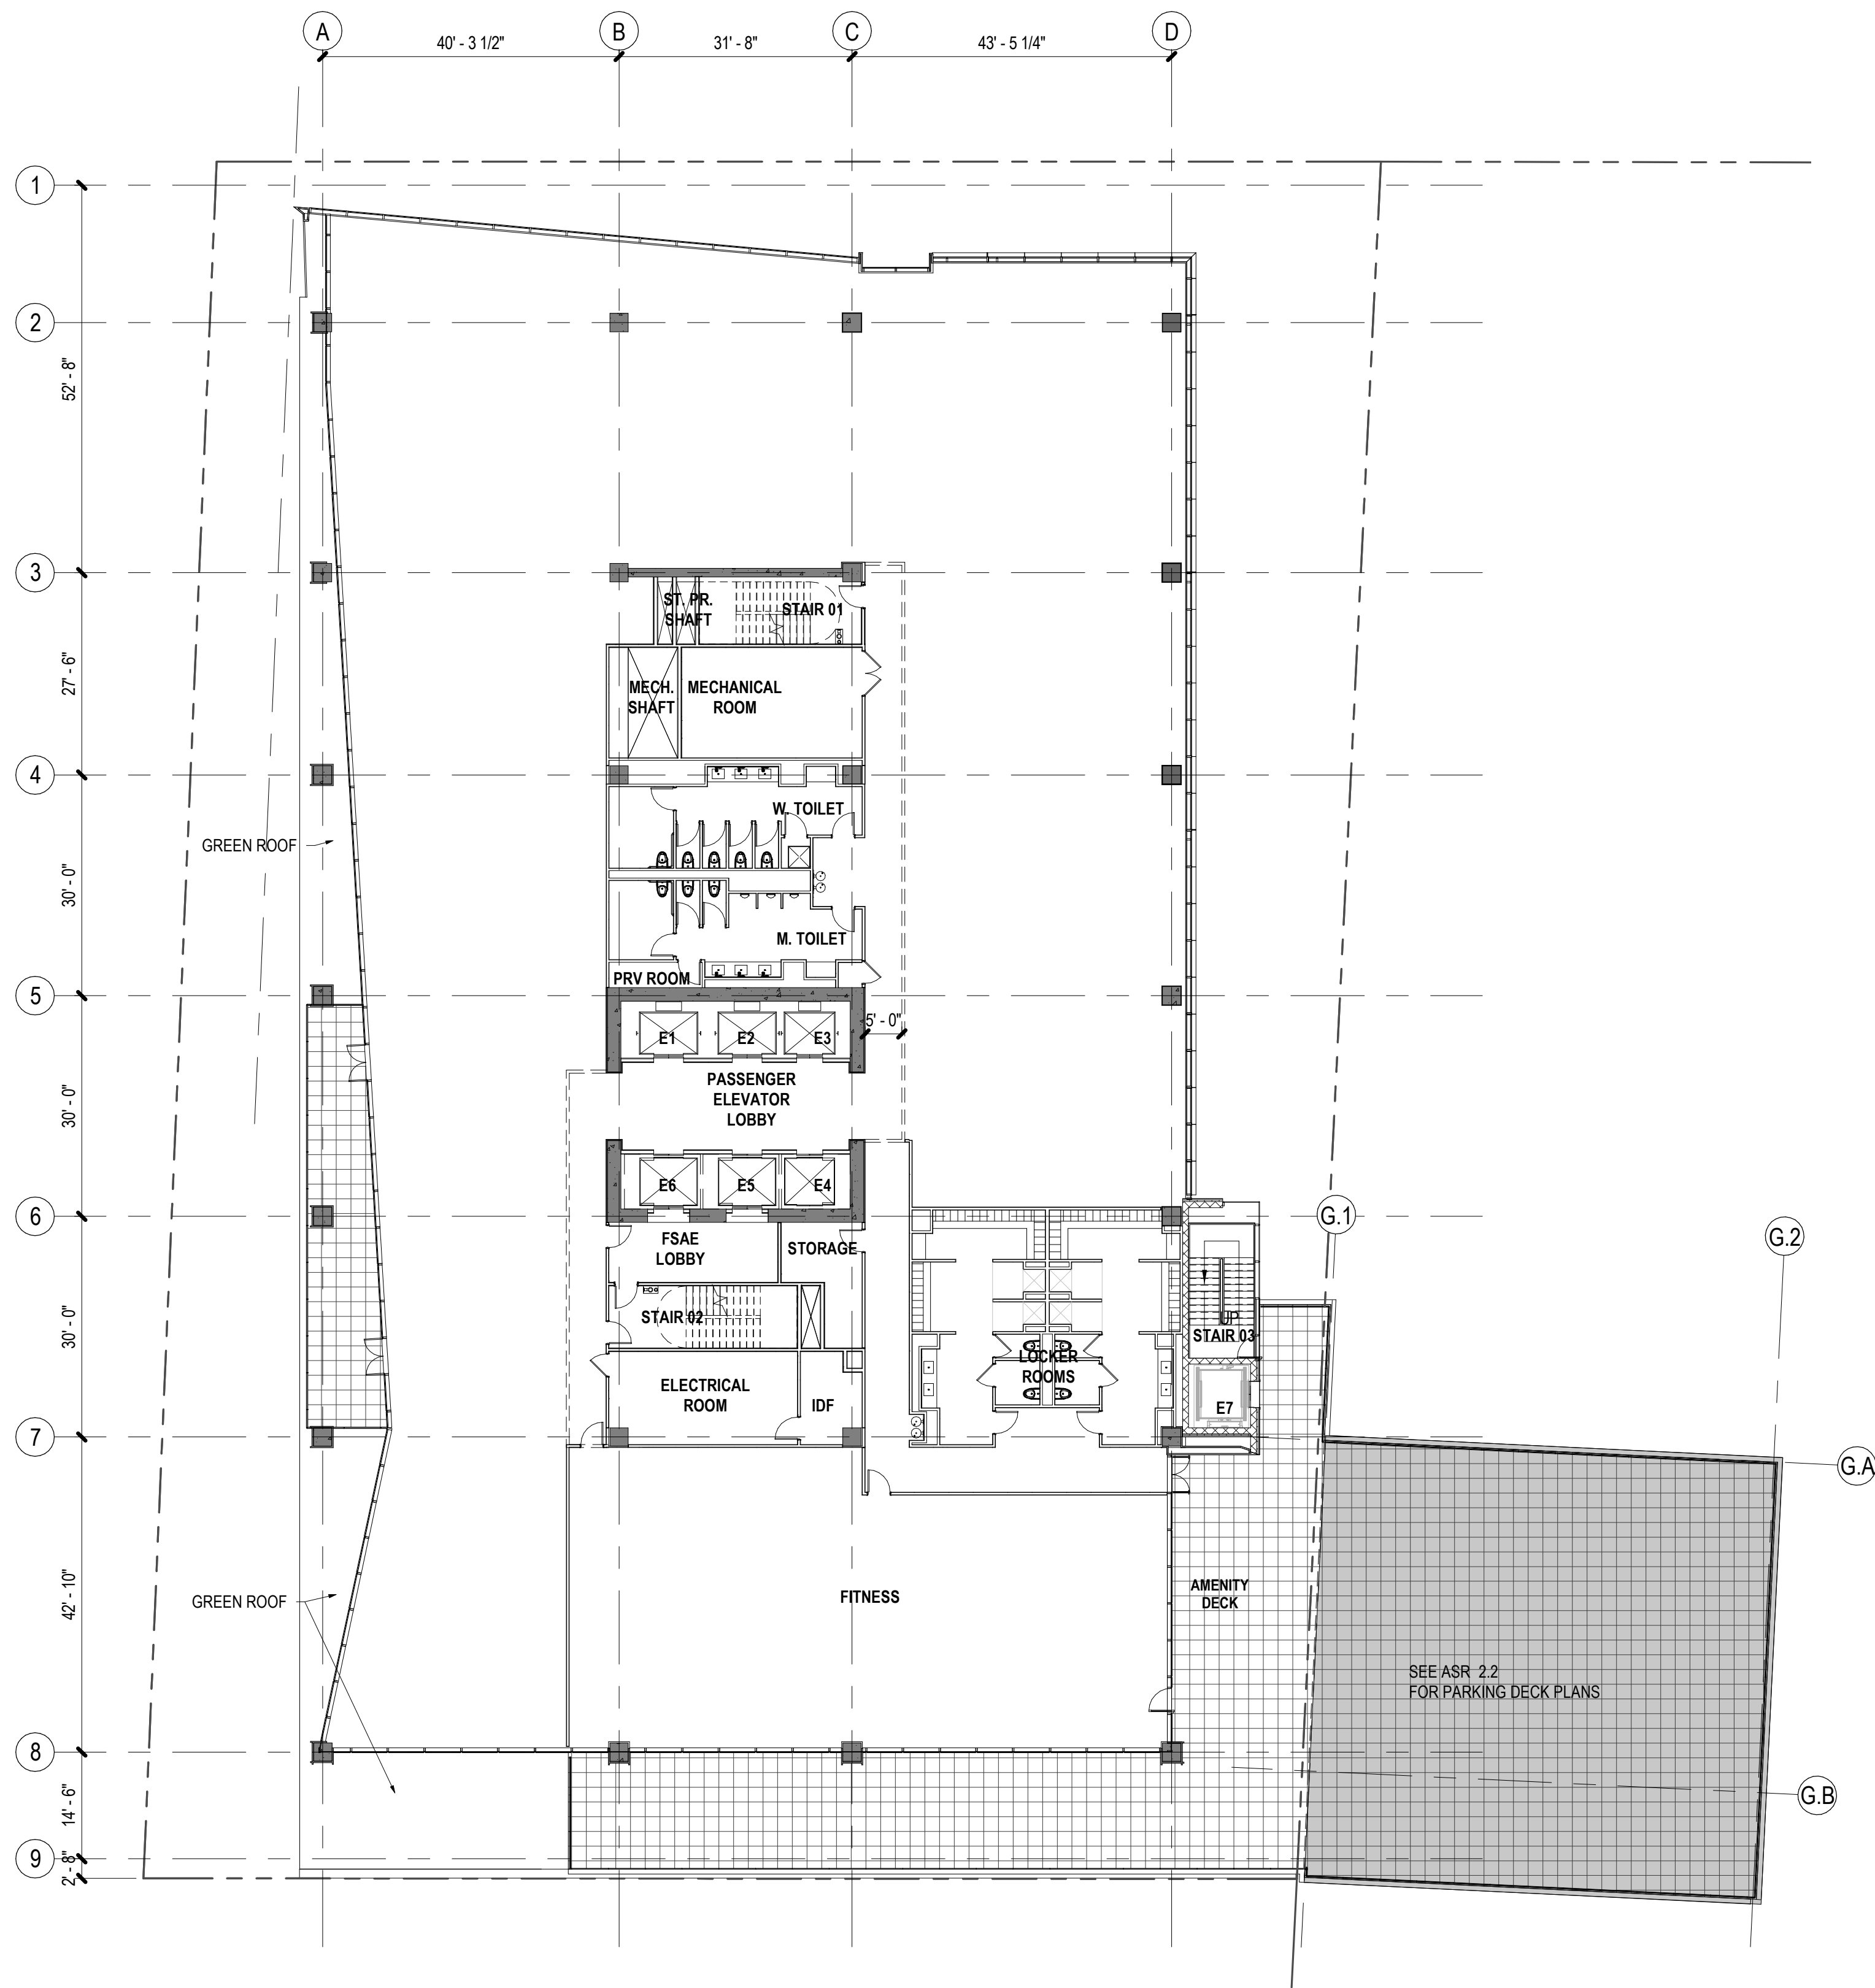 A
B
C
D
40' - 3 1/2"
31' - 8"
43' - 5 1/4"
1
2
52' - 8"
3
ST. PR.
SHAFT
STAIR 01
27' - 6"
MECH.
SHAFT
MECHANICAL
ROOM
4
W. TOILET
GREEN ROOF
30' - 0"
M. TOILET
PRV ROOM
5
5' - 0"
E1
E2
E3
PASSENGER
ELEVATOR
LOBBY
30' - 0"
E6
E5
E4
6
G.1
G.2
FSAE
LOBBY
STORAGE
30' - 0"
STAIR 02
UP
STAIR 03
LOCKER
ROOMS
ELECTRICAL
ROOM
IDF
E7
7
G.A
42' - 10"
GREEN ROOF
FITNESS
AMENITY
DECK
SEE ASR 2.2
FOR PARKING DECK PLANS
8
14' - 6"
G.B
9
2' - 8"